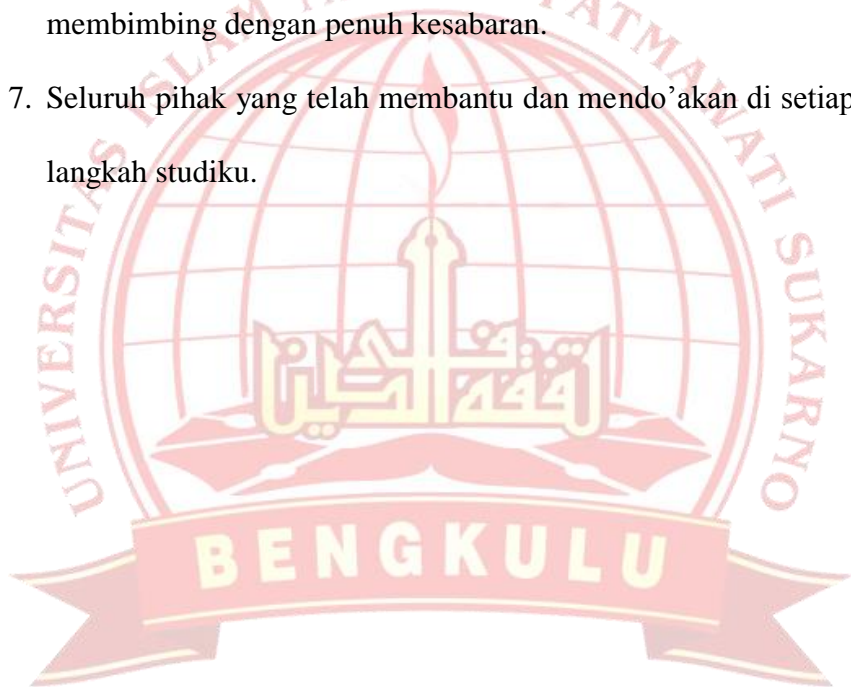 membimbing dengan penuh kesabaran.
7. Seluruh pihak yang telah membantu dan mendo’akan di setiap
langkah studiku.
UNIVERSITAS ISLAM FATMAWATI SUKARNO
BENGKULU